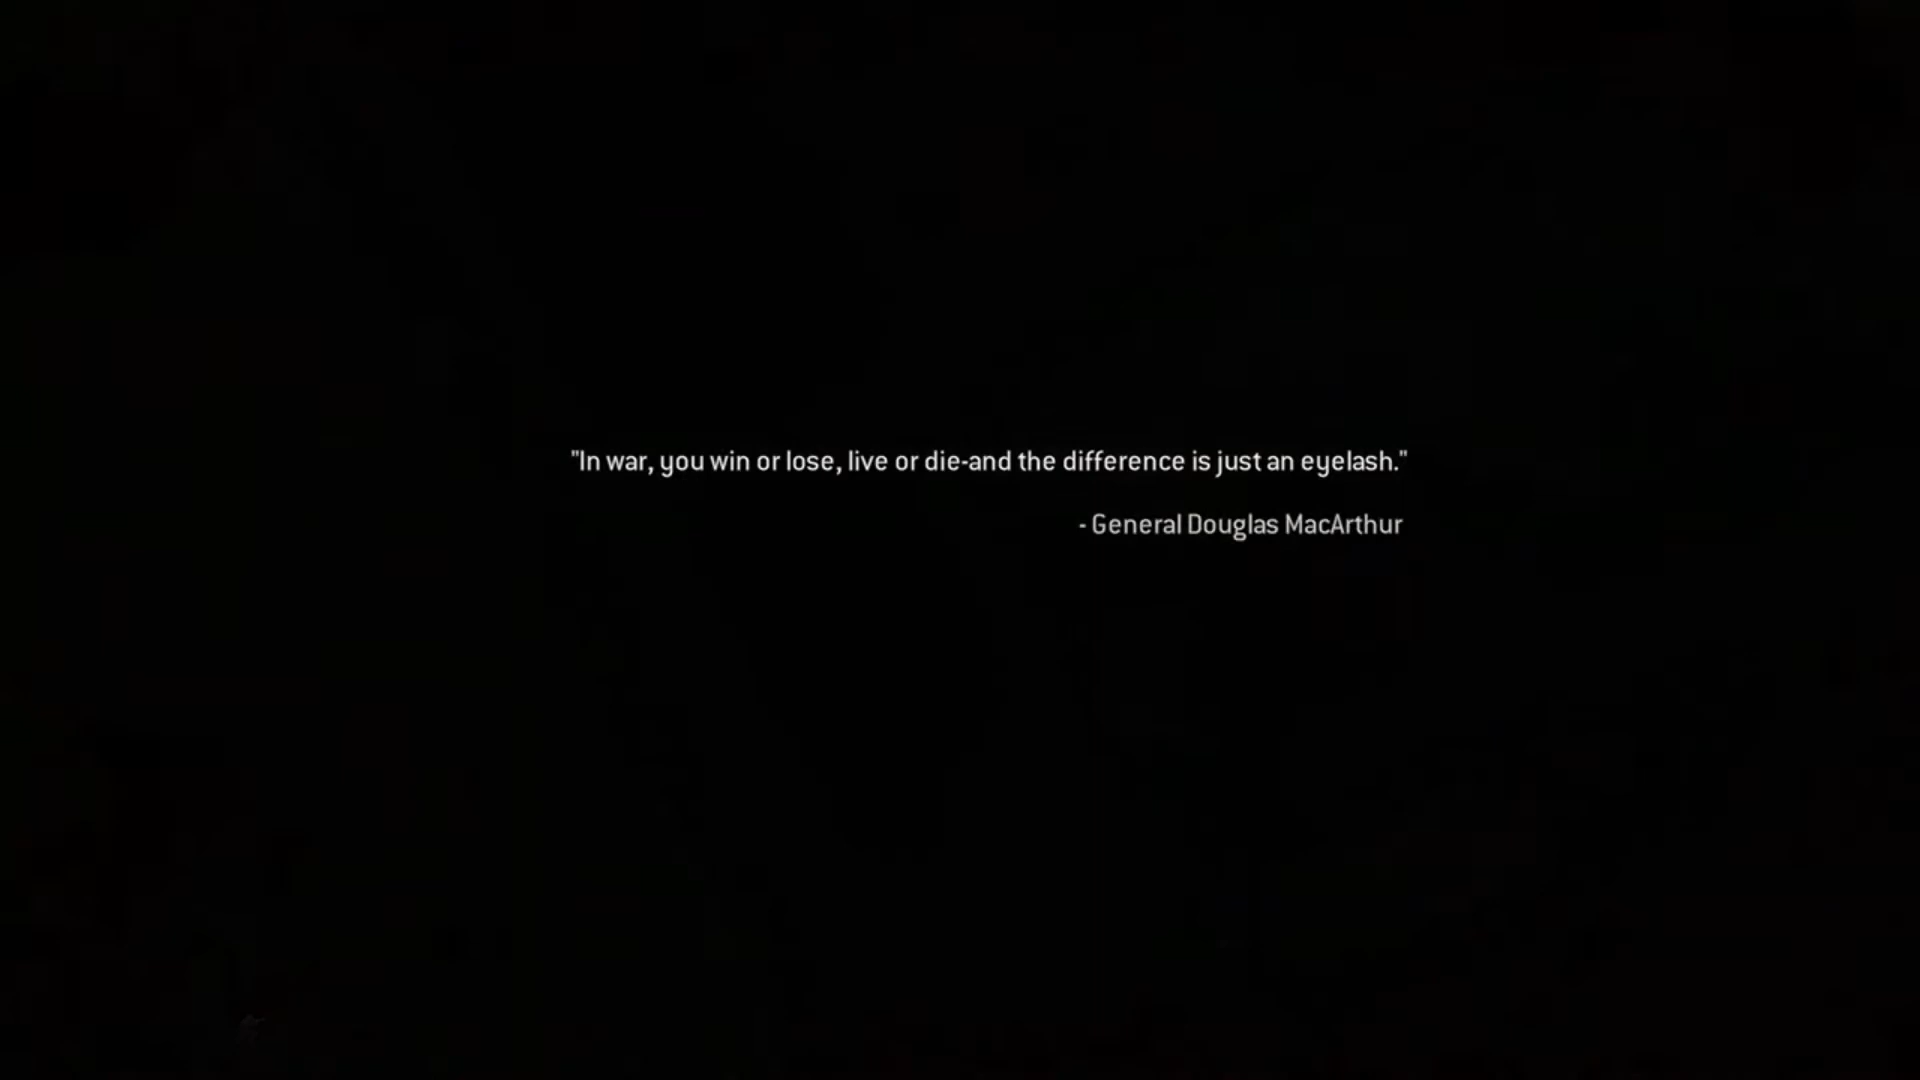 "In war, you win or lose, live or die-and the difference is just an eyelash."
- General Douglas MacArthur